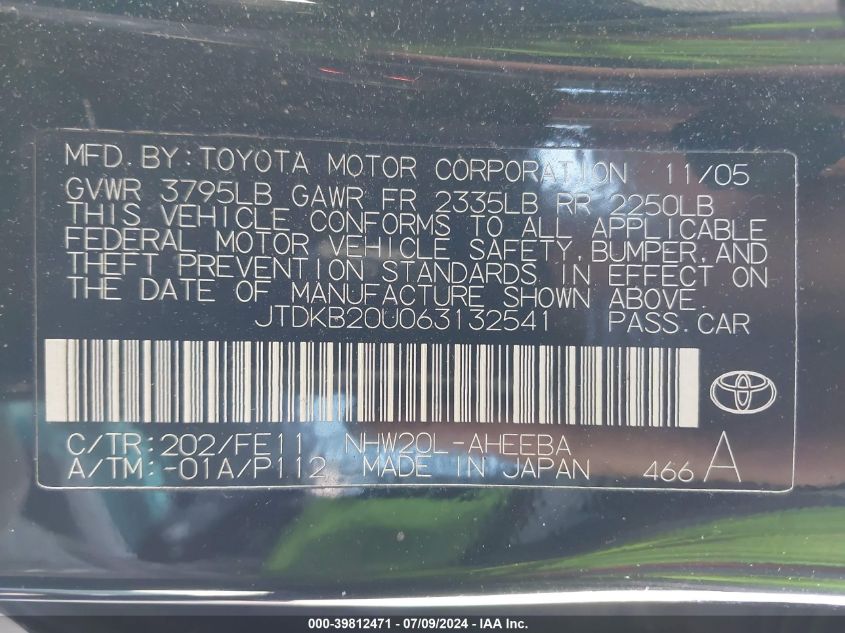 MFD. BY: TOYOTA MOTOR CORPORATION 11/05
GVWR 3795LB GAWR FR 2335LB RR 2250LB
THIS VEHICLE CONFORMS TO ALL APPLICABLE
FEDERAL MOTOR VEHICLE SAFETY, BUMPER, AND
THEFT PREVENTION STANDARDS IN EFFECT ON
THE DATE OF MANUFACTURE SHOWN ABOVE.
JTDKB20U063132541 PASS. CAR
C/TR: 202/FE11 NHW20L-AHEEBA
A/TM: -01A/P112 MADE IN JAPAN 466 A
000-39812471 / 07/09/2024 - IAA Inc.